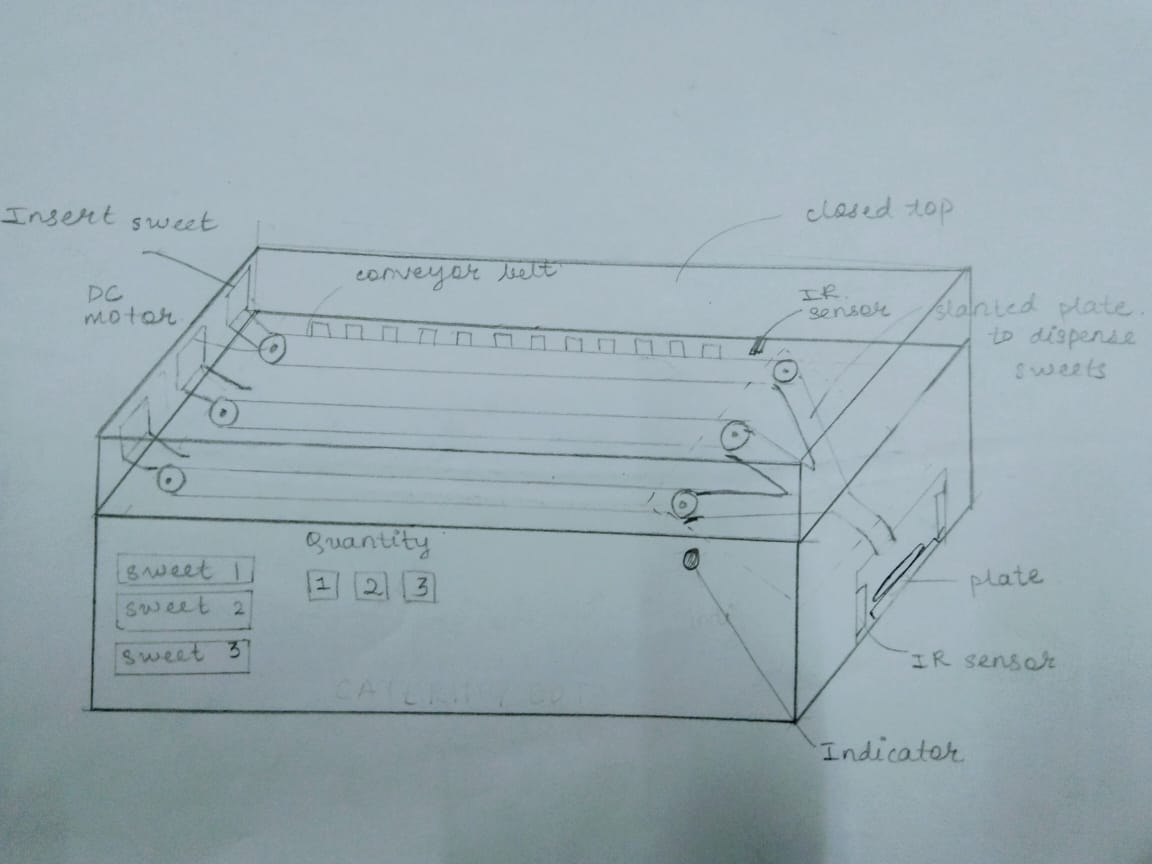 closed top
Insert sweet
conveyor belt
DC
motor
IR
sensor
slanted plate
to dispense
sweets
Quantity
sweet 1
1 2 3
sweet 2
sweet 3
plate
IR sensor
Indicator